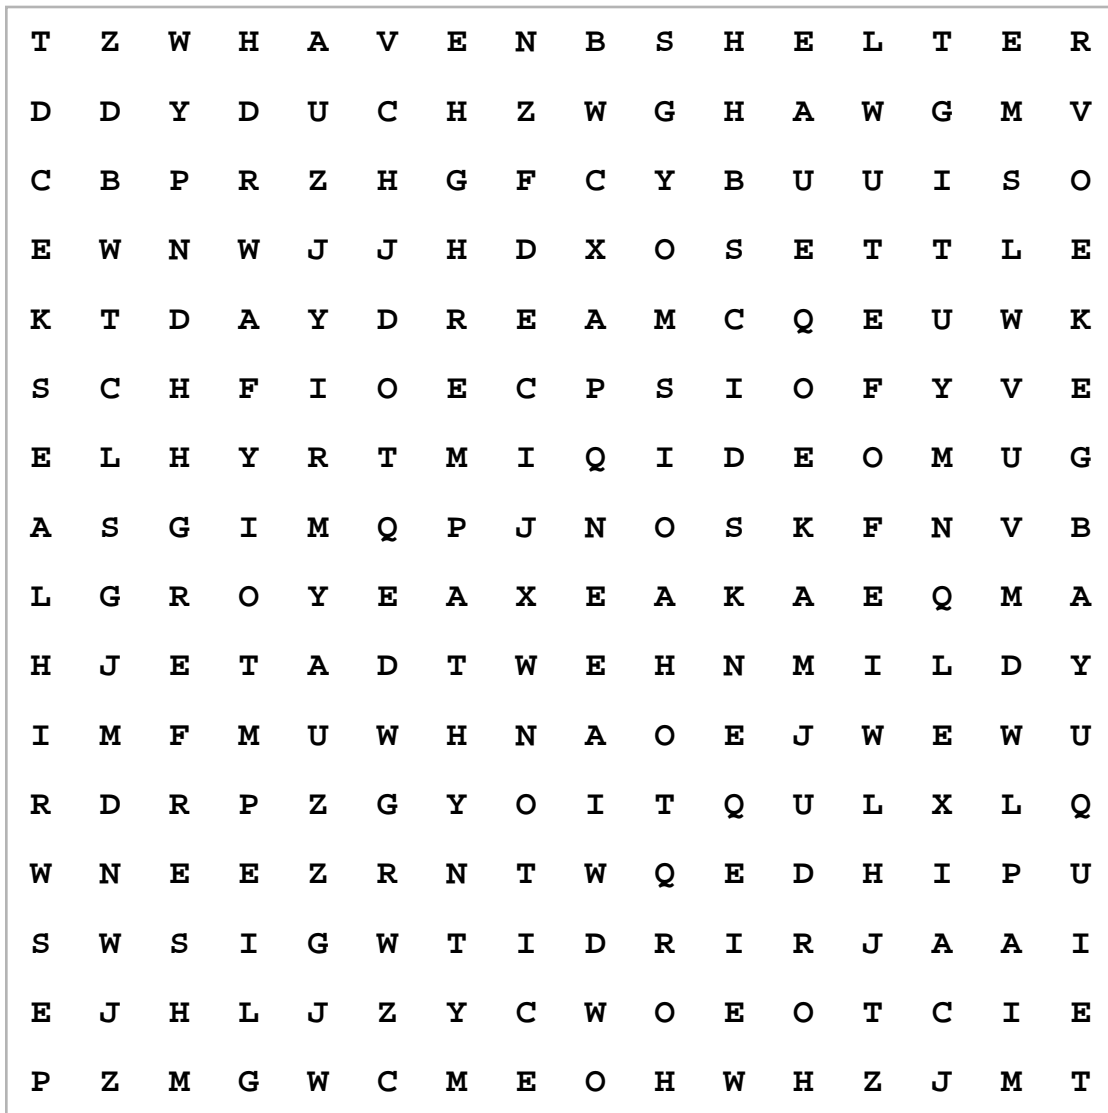 T Z W H A V E N B S H E L T E R
D D Y D U C H Z W G H A W G M V
C B P R Z H G F C Y B U U I S O
E W N W J J H D X O S E T T L E
K T D A Y D R E A M C Q E U W K
S C H F I O E C P S I O F Y V E
E L H Y R T M I Q I D E O M U G
A S G I M Q P J N O S K F N V B
L G R O Y E A X E A K A E Q M A
H J E T A D T W E H N M I L D Y
I M F M U W H N A O E J W E W U
R D R P Z G Y O I T Q U L X L Q
W N E E Z R N T W Q E D H I P U
S W S I G W T I D R I R J A A I
E J H L J Z Y C W O E O T C I E
P Z M G W C M E O H W H Z J M T